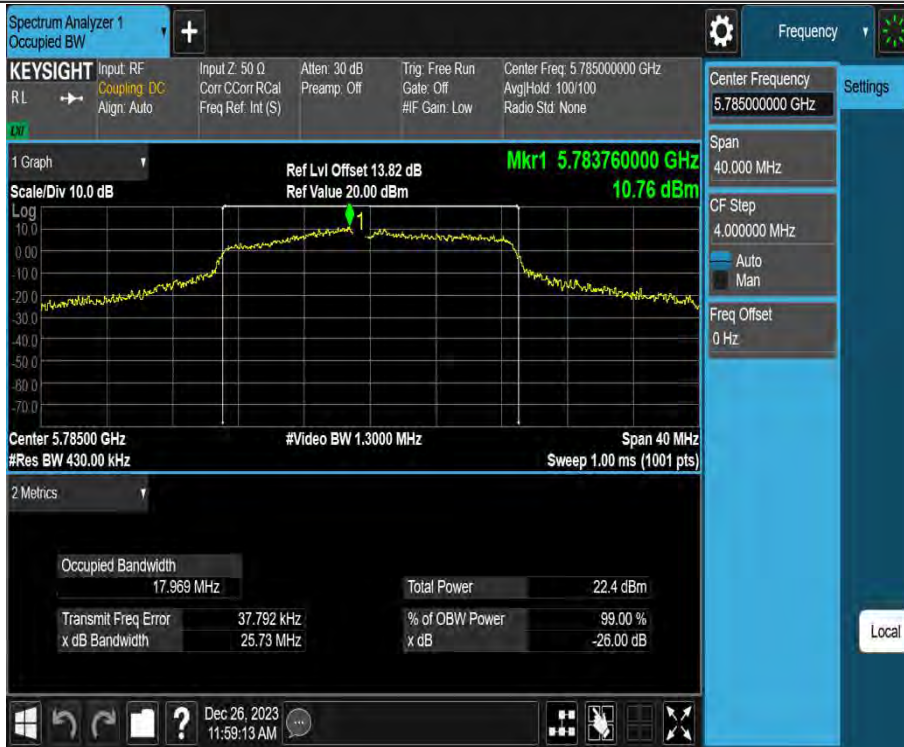 Spectrum Analyzer 1
Occupied BW
+
Frequency
KEYSIGHT
R L
Input: RF
Coupling: DC
Align: Auto
Input Z: 50 Ω
Corr CCorr RCal
Freq Ref: Int (S)
Atten: 30 dB
Preamp: Off
Trig: Free Run
Gate: Off
#IF Gain: Low
Center Freq: 5.785000000 GHz
Avg|Hold: 100/100
Radio Std: None
Center Frequency
5.785000000 GHz
Settings
Span
40.000 MHz
CF Step
4.000000 MHz
Auto
Man
Freq Offset
0 Hz
1 Graph
Scale/Div 10.0 dB
Ref Lvl Offset 13.82 dB
Ref Value 20.00 dBm
Mkr1 5.783760000 GHz
10.76 dBm
Log
10.0
0.00
-10.0
-20.0
-30.0
-40.0
-50.0
-60.0
-70.0
1
Center 5.78500 GHz
#Video BW 1.3000 MHz
Span 40 MHz
#Res BW 430.00 kHz
Sweep 1.00 ms (1001 pts)
2 Metrics
Occupied Bandwidth
17.969 MHz
Total Power 22.4 dBm
Transmit Freq Error 37.792 kHz
% of OBW Power 99.00 %
x dB Bandwidth 25.73 MHz
x dB -26.00 dB
Local
?
Dec 26, 2023
11:59:13 AM